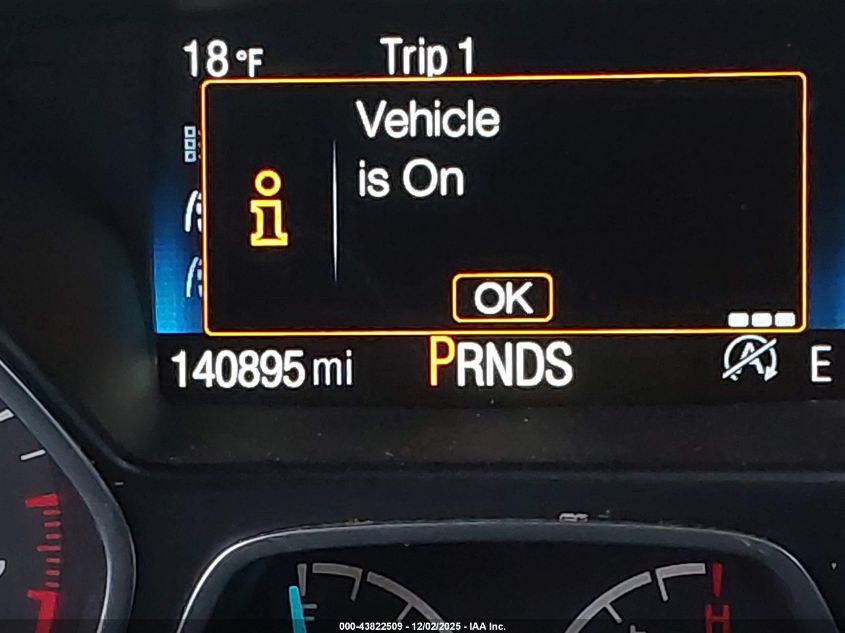 18°F Trip 1
Vehicle
is On
OK
140895 mi PRNDS A E
E H
000-43822509 - 12/02/2025 - IAA Inc.